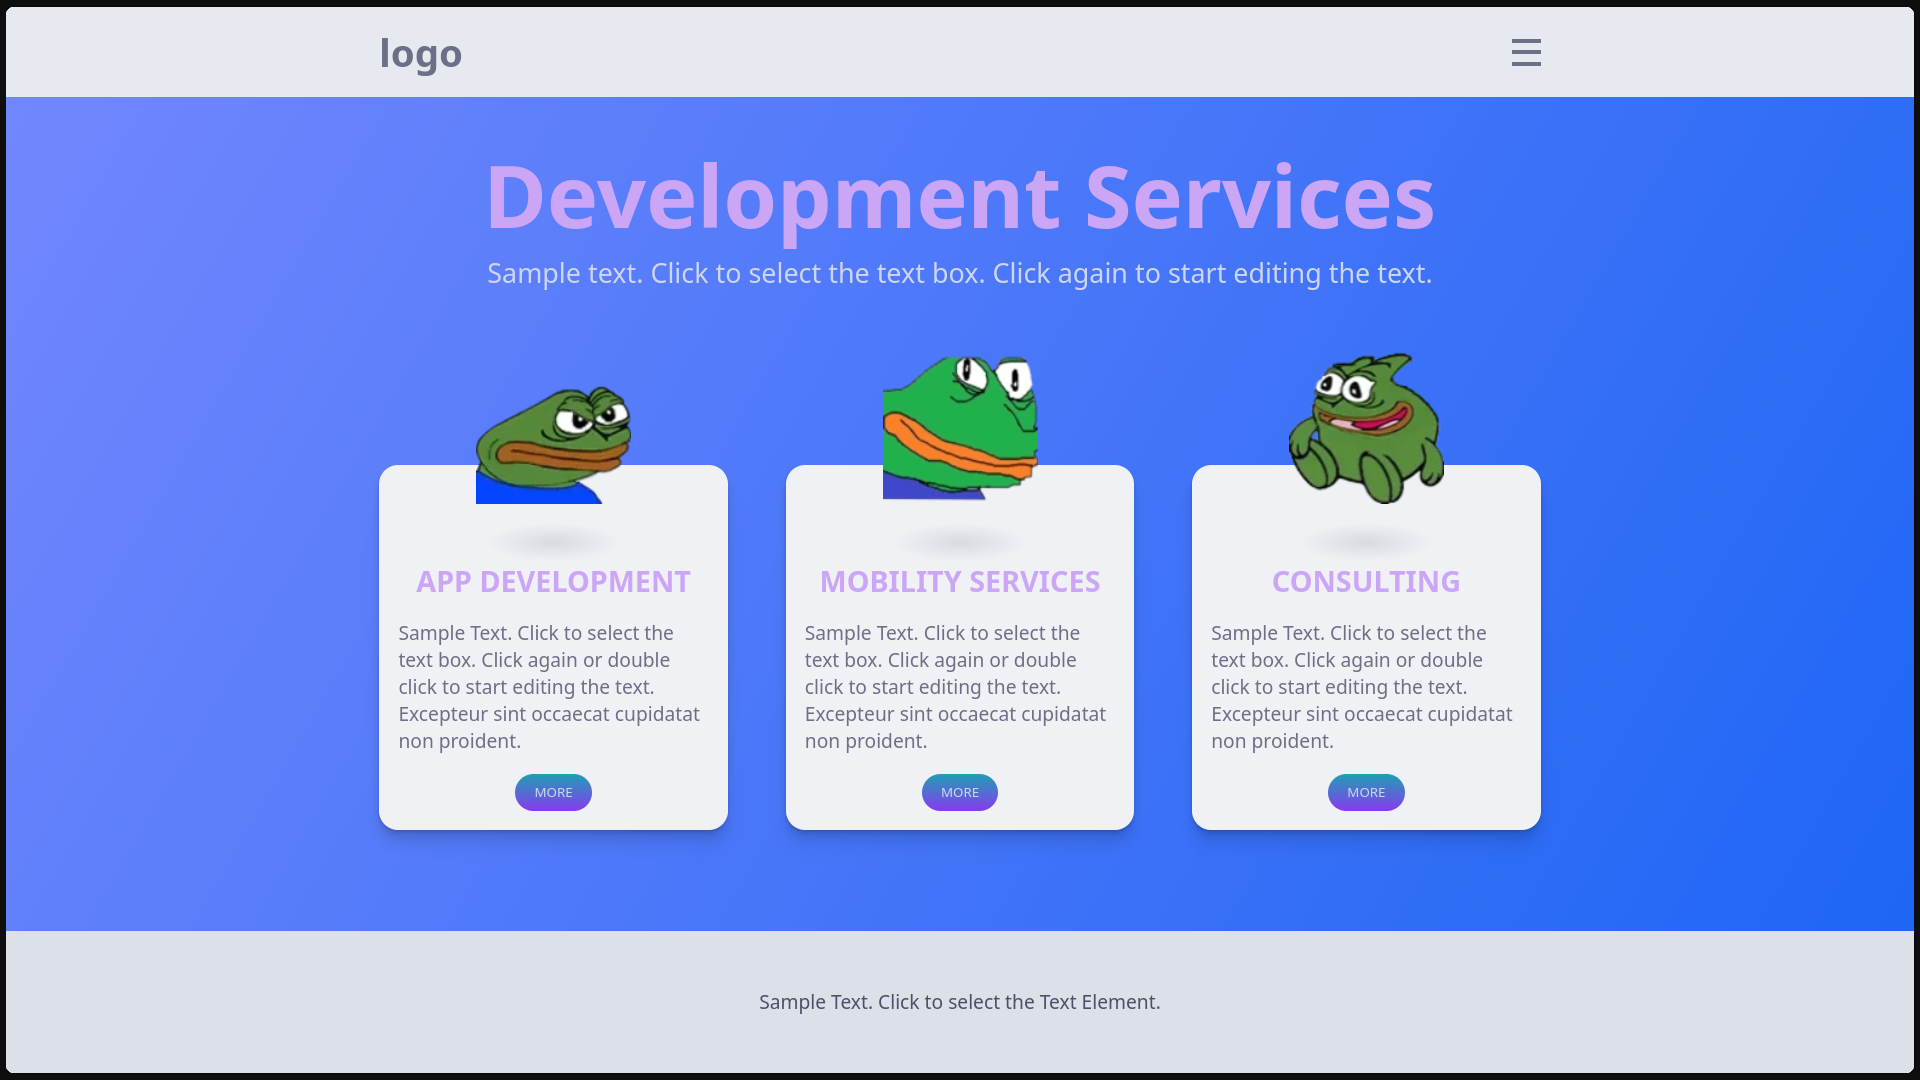 logo
Development Services
Sample text. Click to select the text box. Click again to start editing the text.
APP DEVELOPMENT
Sample Text. Click to select the
text box. Click again or double
click to start editing the text.
Excepteur sint occaecat cupidatat
non proident.
MORE
MOBILITY SERVICES
Sample Text. Click to select the
text box. Click again or double
click to start editing the text.
Excepteur sint occaecat cupidatat
non proident.
MORE
CONSULTING
Sample Text. Click to select the
text box. Click again or double
click to start editing the text.
Excepteur sint occaecat cupidatat
non proident.
MORE
Sample Text. Click to select the Text Element.